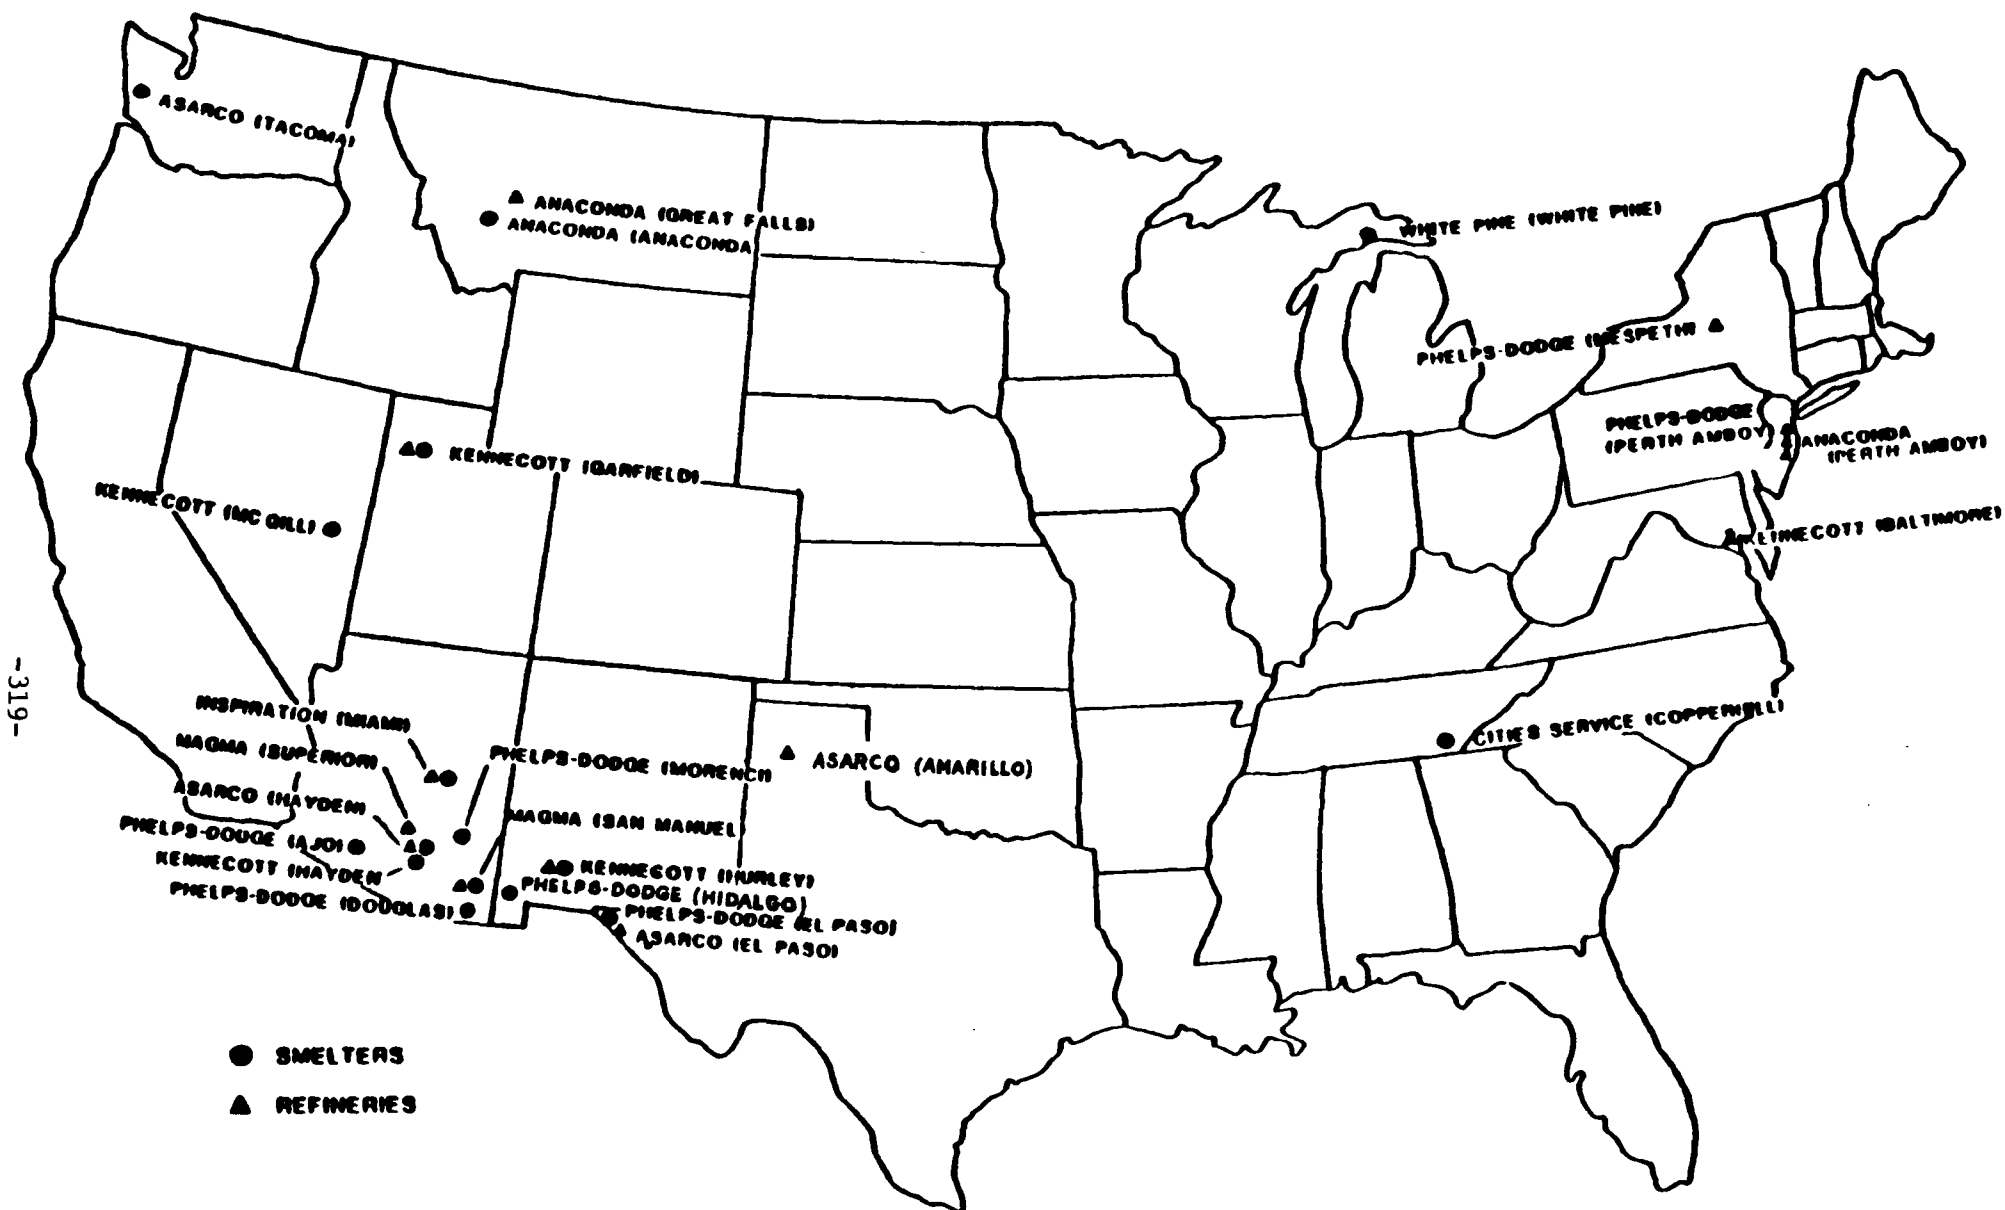 ASARCO (TACOMA)
ANACONDA (GREAT FALLS)
ANACONDA (ANACONDA
WHITE PINE (WHITE PINE)
PHELPS-DODGE (MESPETH)
KENNECOTT (GARFIELD)
PHELPS-DODGE
(PERTH AMBOY)
ANACONDA
(PERTH AMBOY)
KENNECOTT (MC GILL)
KENNECOTT (BALTIMORE)
-319-
INSPIRATION (MIAMI)
MAGMA (SUPERIOR)
PHELPS-DODGE (MORENCI)
ASARCO (AMARILLO)
CITIES SERVICE (COPPERHILL)
ASARCO (HAYDEN)
MAGMA (SAN MANUEL)
PHELPS-DODGE (AJO)
KENNECOTT (HAYDEN
KENNECOTT (HURLEY)
PHELPS-DODGE (HIDALGO)
PHELPS-DODGE (DOUGLAS)
PHELPS-DODGE (EL PASO)
ASARCO (EL PASO)
SMELTERS
REFINERIES